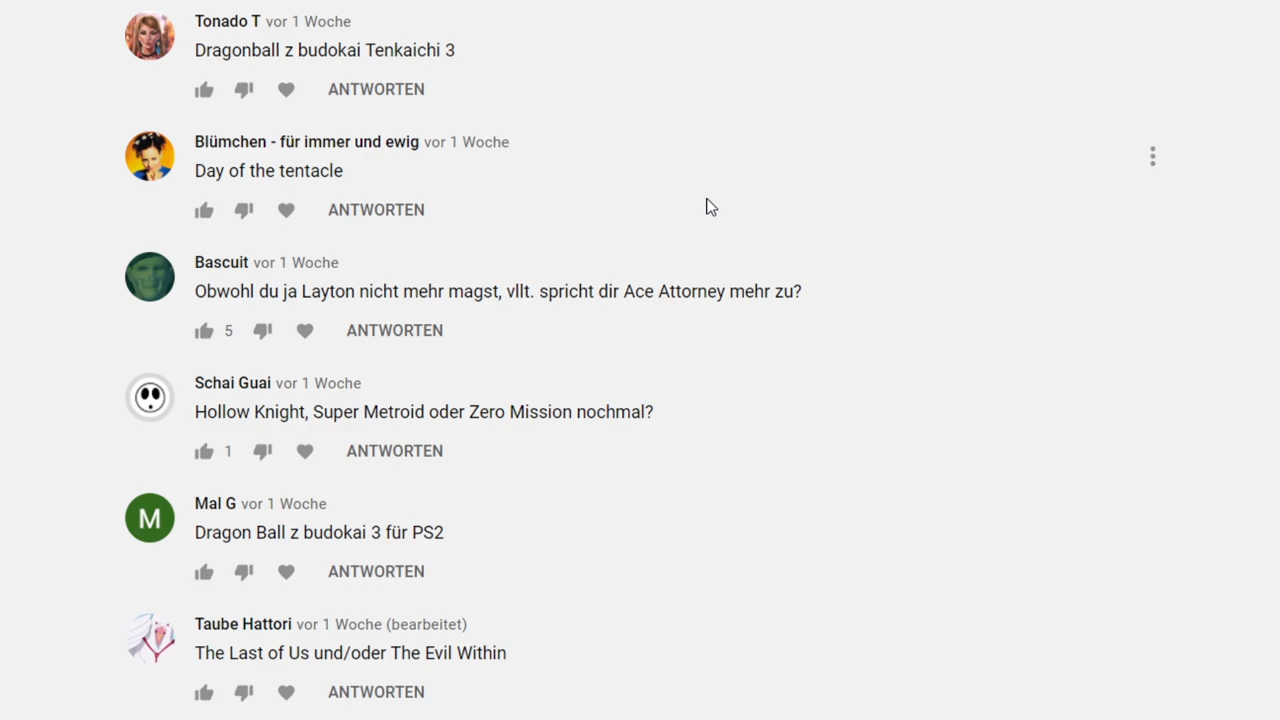 Tonado T vor 1 Woche
Dragonball z budokai Tenkaichi 3
ANTWORTEN
Blümchen - für immer und ewig vor 1 Woche
Day of the tentacle
ANTWORTEN
Bascuit vor 1 Woche
Obwohl du ja Layton nicht mehr magst, vllt. spricht dir Ace Attorney mehr zu?
5 ANTWORTEN
Schai Guai vor 1 Woche
Hollow Knight, Super Metroid oder Zero Mission nochmal?
1 ANTWORTEN
M
Mal G vor 1 Woche
Dragon Ball z budokai 3 für PS2
ANTWORTEN
Taube Hattori vor 1 Woche (bearbeitet)
The Last of Us und/oder The Evil Within
ANTWORTEN